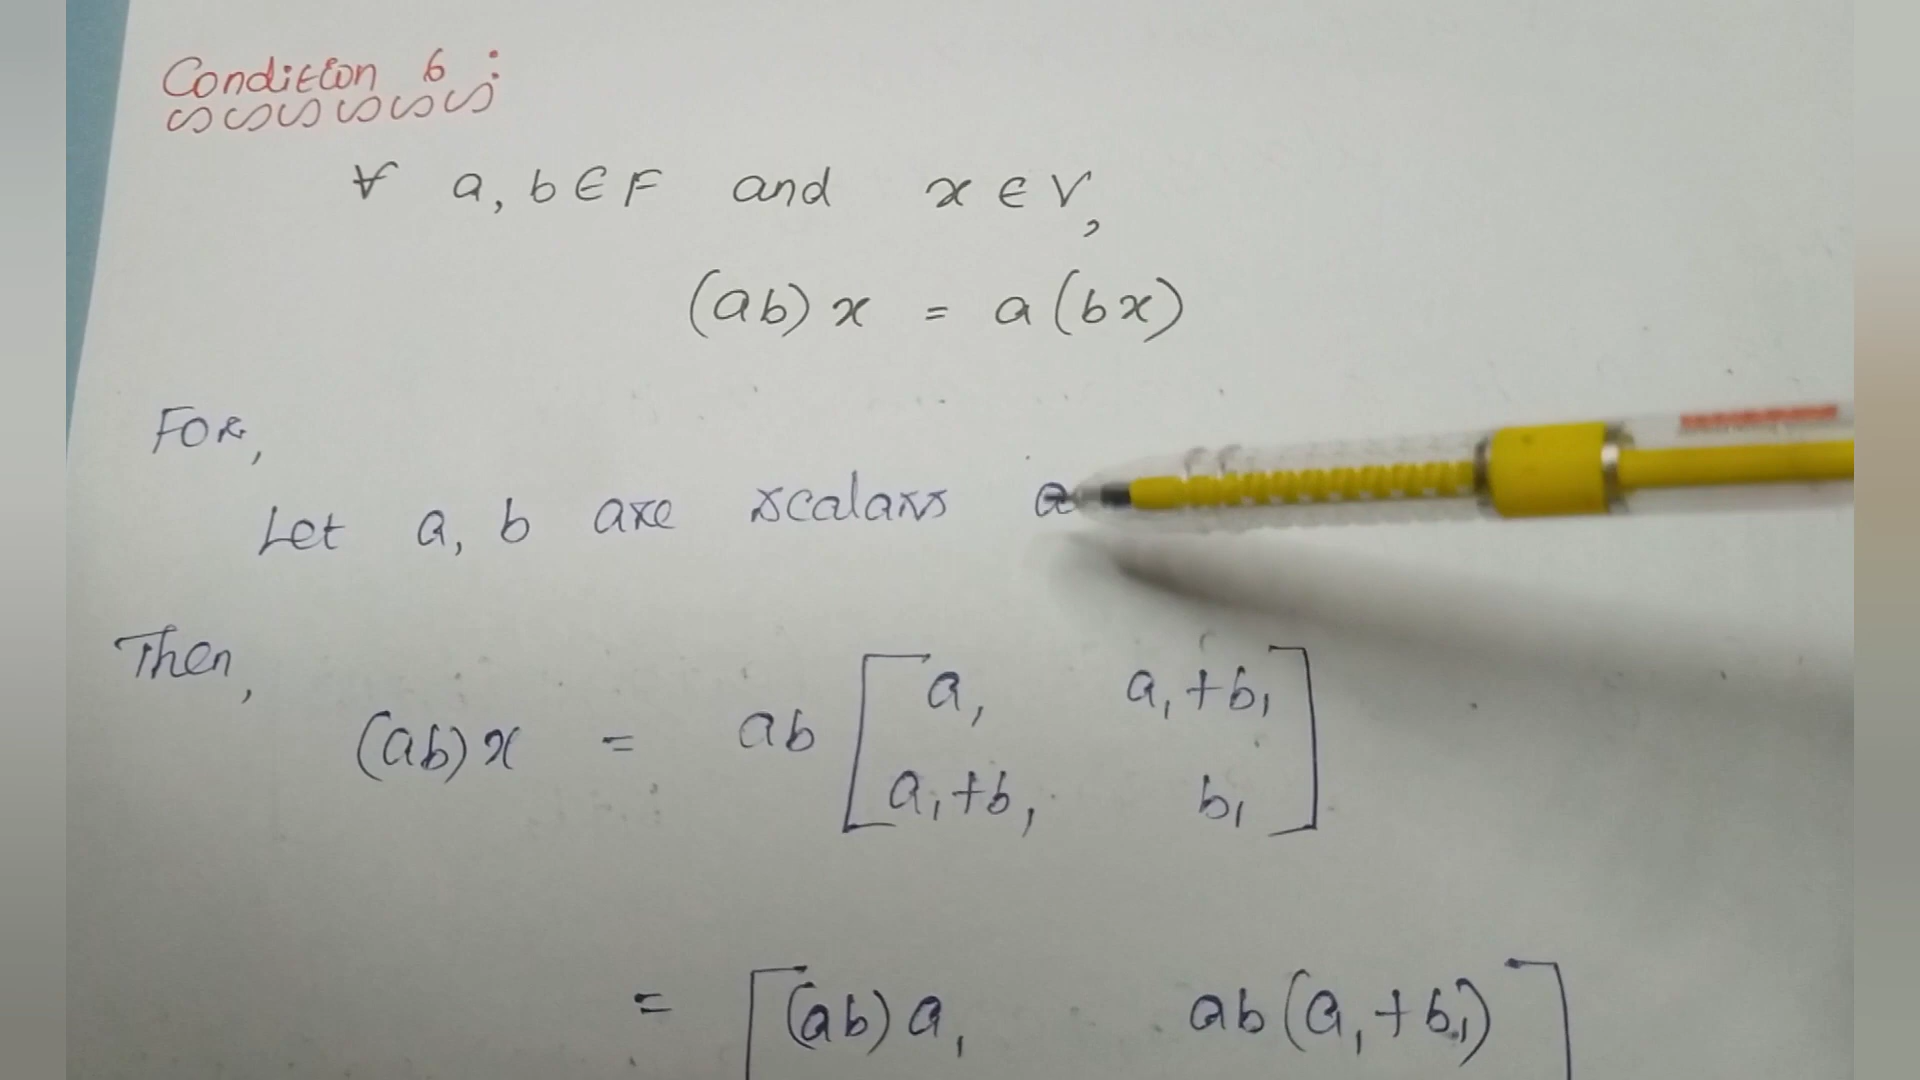 Condition 6 :
∀ a, b ∈ F and x ∈ V,
(ab) x = a (bx)
For,
Let a, b are scalars
Then,
(ab) x = ab [ a₁ a₁+b₁
a₁+b₁ b₁ ]
= [ (ab) a₁ ab (a₁+b₁) ]